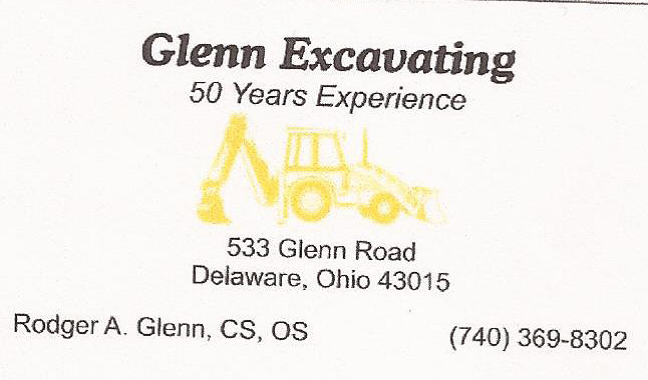 Glenn Excavating
50 Years Experience
533 Glenn Road
Delaware, Ohio 43015
Rodger A. Glenn, CS, OS
(740) 369-8302